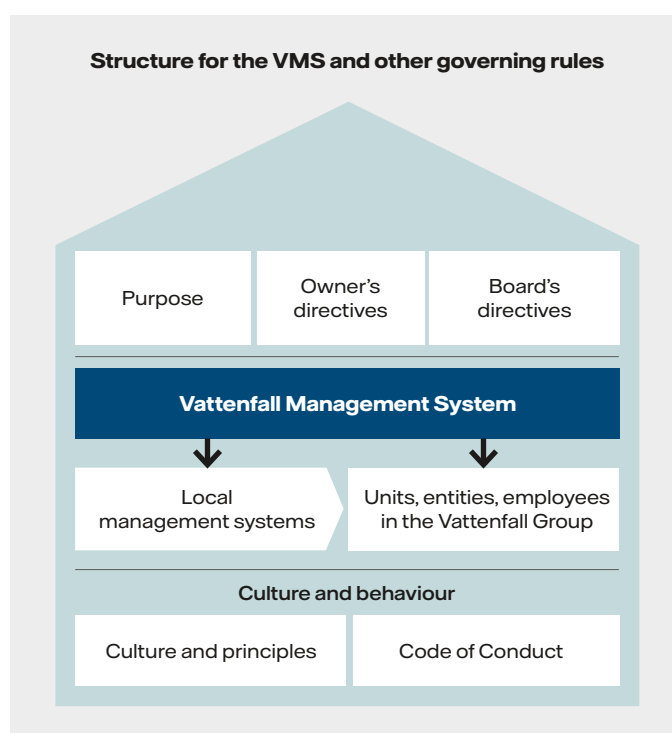 Structure for the VMS and other governing rules
Purpose
Owner's
directives
Board's
directives
Vattenfall Management System
Local
management systems
Units, entities, employees
in the Vattenfall Group
Culture and behaviour
Culture and principles
Code of Conduct